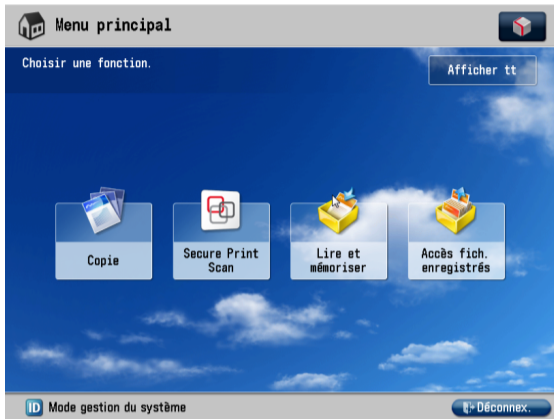 Menu principal
Choisir une fonction.
Afficher tt
Copie
Secure Print
Scan
Lire et
mémoriser
Accès fich.
enregistrés
ID Mode gestion du système
Déconnex.